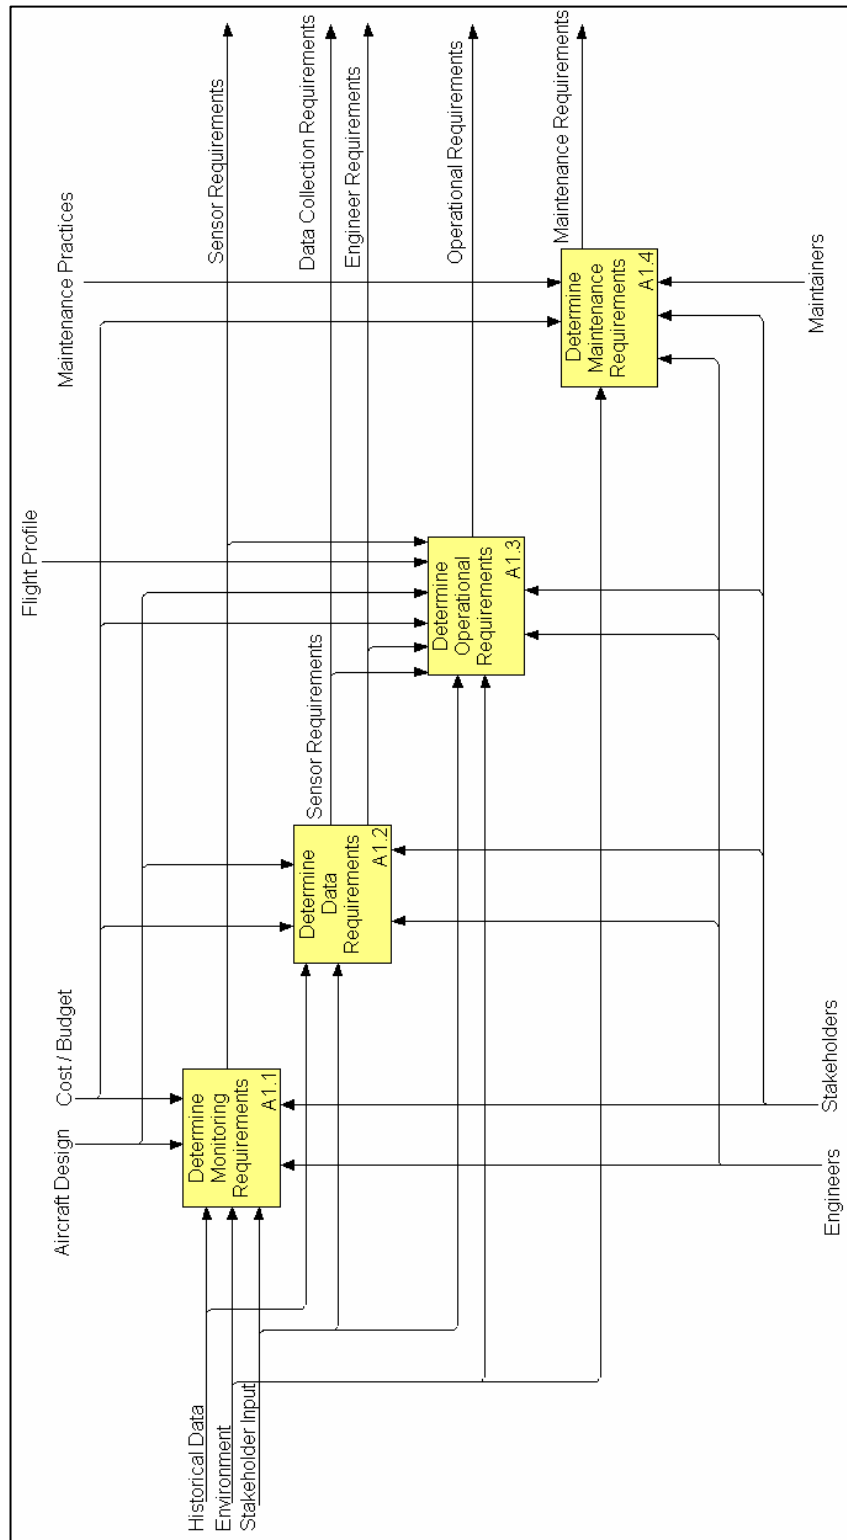 Aircraft Design
Cost / Budget
Flight Profile
Maintenance Practices
Historical Data
Environment
Stakeholder Input
Determine
Monitoring
Requirements
A1.1
Sensor Requirements
Determine
Data
Requirements
A1.2
Sensor Requirements
Data Collection Requirements
Engineer Requirements
Determine
Operational
Requirements
A1.3
Operational Requirements
Determine
Maintenance
Requirements
A1.4
Maintenance Requirements
Engineers
Stakeholders
Maintainers